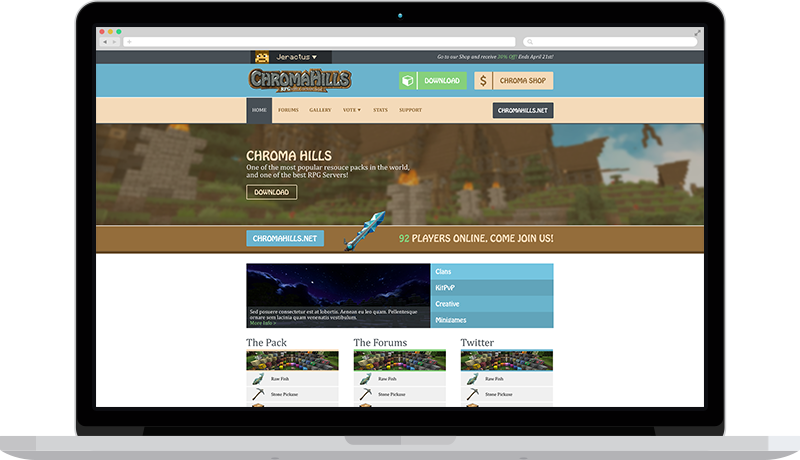 Jeractus
Go to our Shop and receive 20% Off! Ends April 21st!
CHROMAHILLS
RPG
DOWNLOAD
$ CHROMA SHOP
HOME FORUMS GALLERY VOTE STATS SUPPORT
CHROMAHILLS.NET
CHROMA HILLS
One of the most popular resouce packs in the world,
and one of the best RPG Servers!
DOWNLOAD
CHROMAHILLS.NET
92 PLAYERS ONLINE. COME JOIN US!
Sed posuere consectetur est at lobortis. Aenean eu leo quam. Pellentesque
ornare sem lacinia quam venenatis vestibulum.
More Info >
Clans
KitPvP
Creative
Minigames
The Pack
Raw Fish
Stone Pickaxe
The Forums
Raw Fish
Stone Pickaxe
Twitter
Raw Fish
Stone Pickaxe